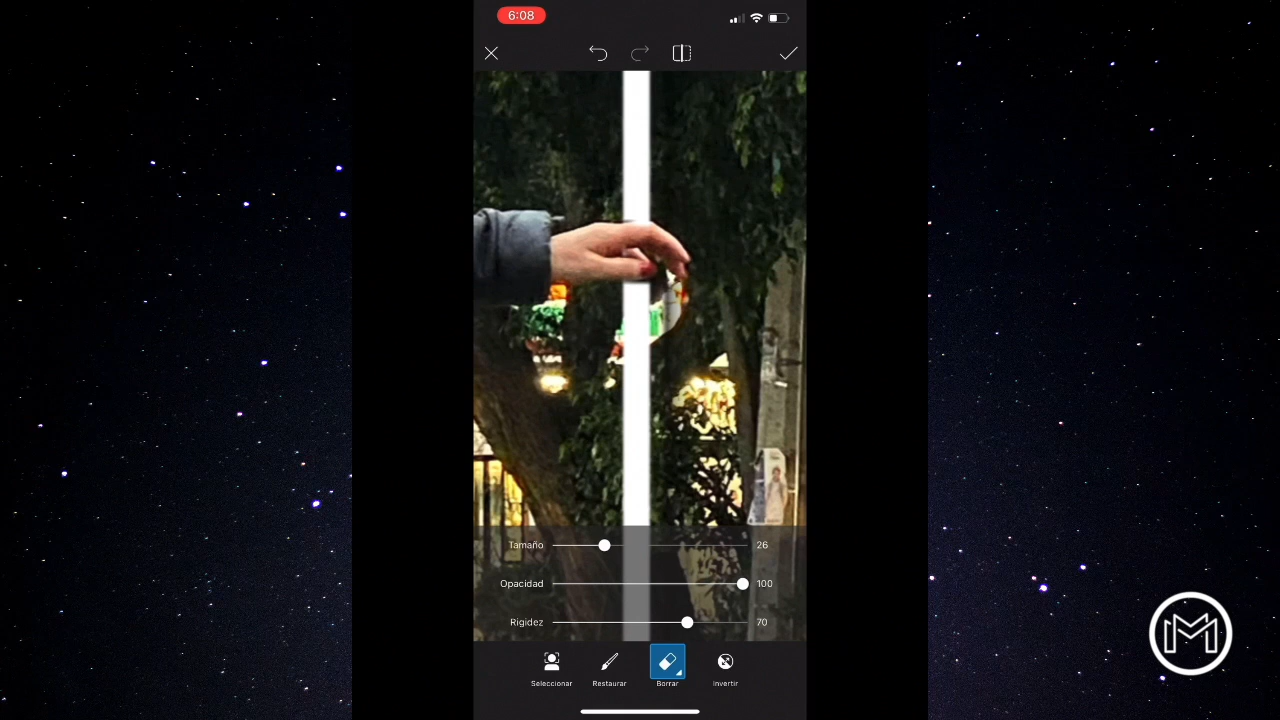 6:08
Tamaño 26
Opacidad 100
Rigidez 70
Seleccionar Restaurar Borrar Invertir